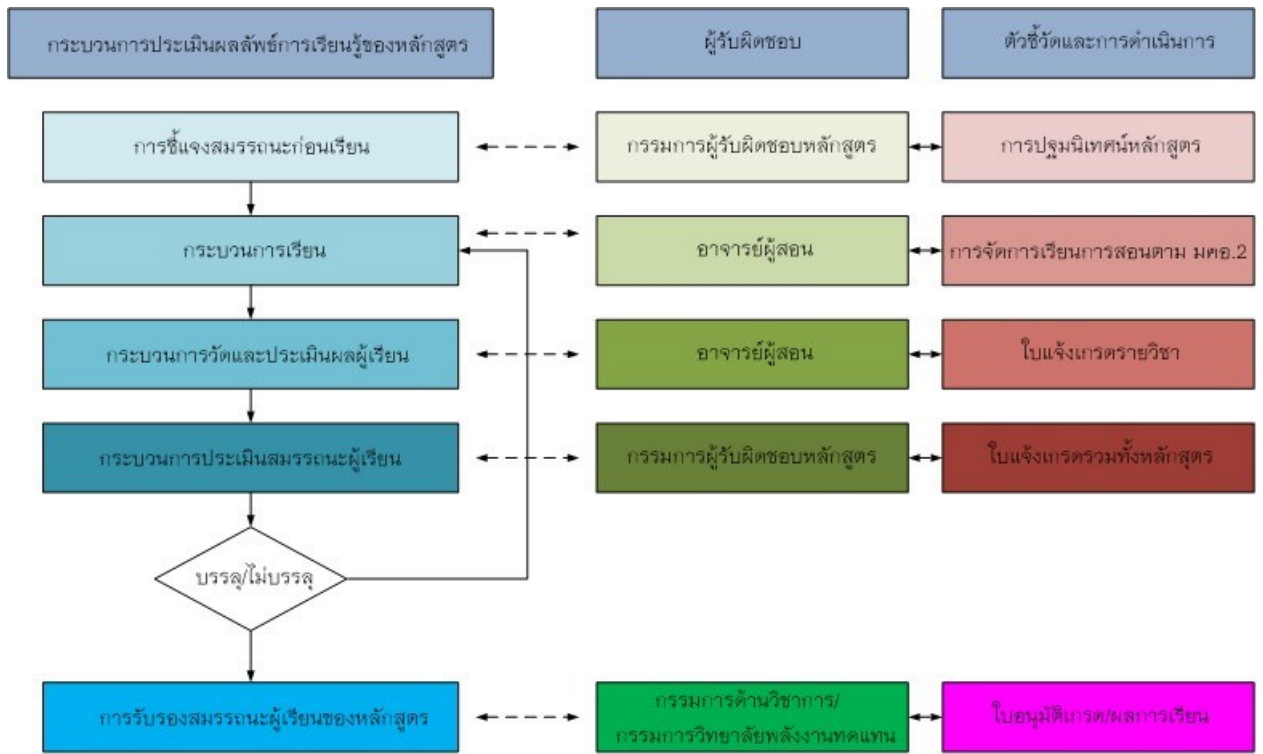 กระบวนการประเมินผลลัพธ์การเรียนรู้ของหลักสูตร
ผู้รับผิดชอบ
ตัวชี้วัดและการดำเนินการ
การชี้แจงสมรรถนะก่อนเรียน
กรรมการผู้รับผิดชอบหลักสูตร
การปฐมนิเทศน์หลักสูตร
กระบวนการเรียน
อาจารย์ผู้สอน
การจัดการเรียนการสอนตาม มคอ.2
กระบวนการวัดและประเมินผลผู้เรียน
อาจารย์ผู้สอน
ใบแจ้งเกรดรายวิชา
กระบวนการประเมินสมรรถนะผู้เรียน
กรรมการผู้รับผิดชอบหลักสูตร
ใบแจ้งเกรดรวมทั้งหลักสุตร
บรรลุ/ไม่บรรลุ
การรับรองสมรรถนะผู้เรียนของหลักสูตร
กรรมการด้านวิชาการ/
กรรมการวิทยาลัยพลังงานทดแทน
ใบอนุมัติเกรด/ผลการเรียน